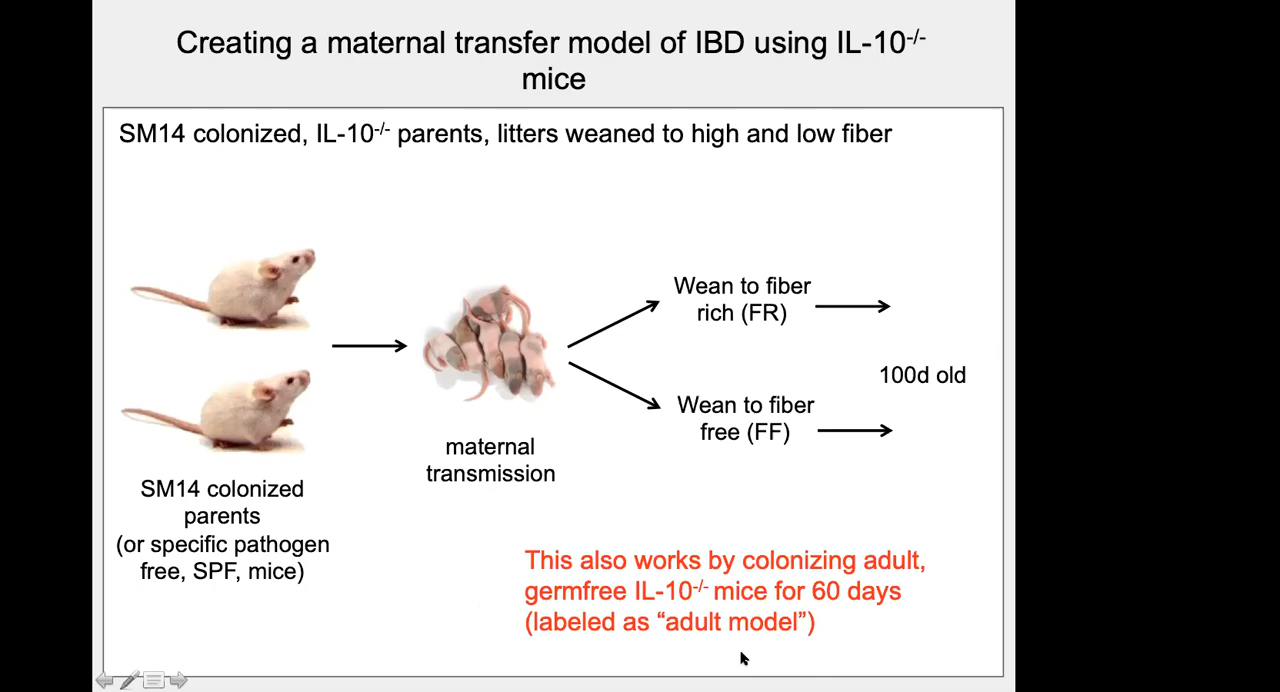 Creating a maternal transfer model of IBD using IL-10-/-
mice
SM14 colonized, IL-10-/- parents, litters weaned to high and low fiber
Wean to fiber
rich (FR)
100d old
Wean to fiber
free (FF)
maternal
transmission
SM14 colonized
parents
(or specific pathogen
free, SPF, mice)
This also works by colonizing adult,
germfree IL-10-/- mice for 60 days
(labeled as “adult model”)